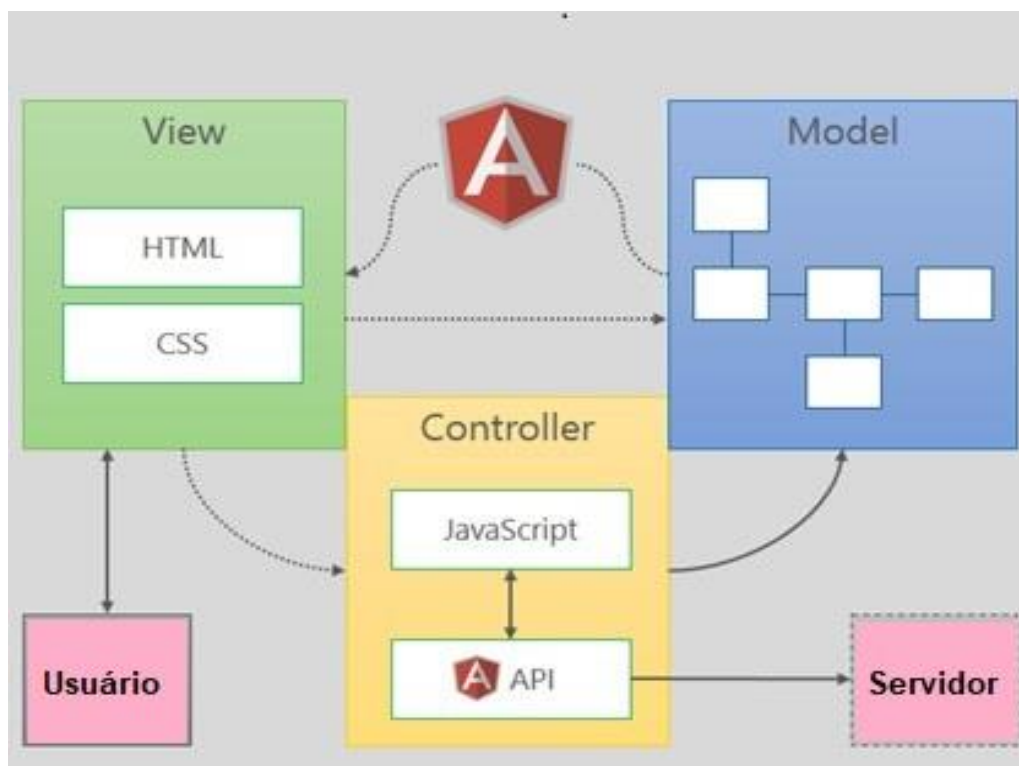 View
Model
HTML
CSS
Controller
JavaScript
API
Usuário
Servidor